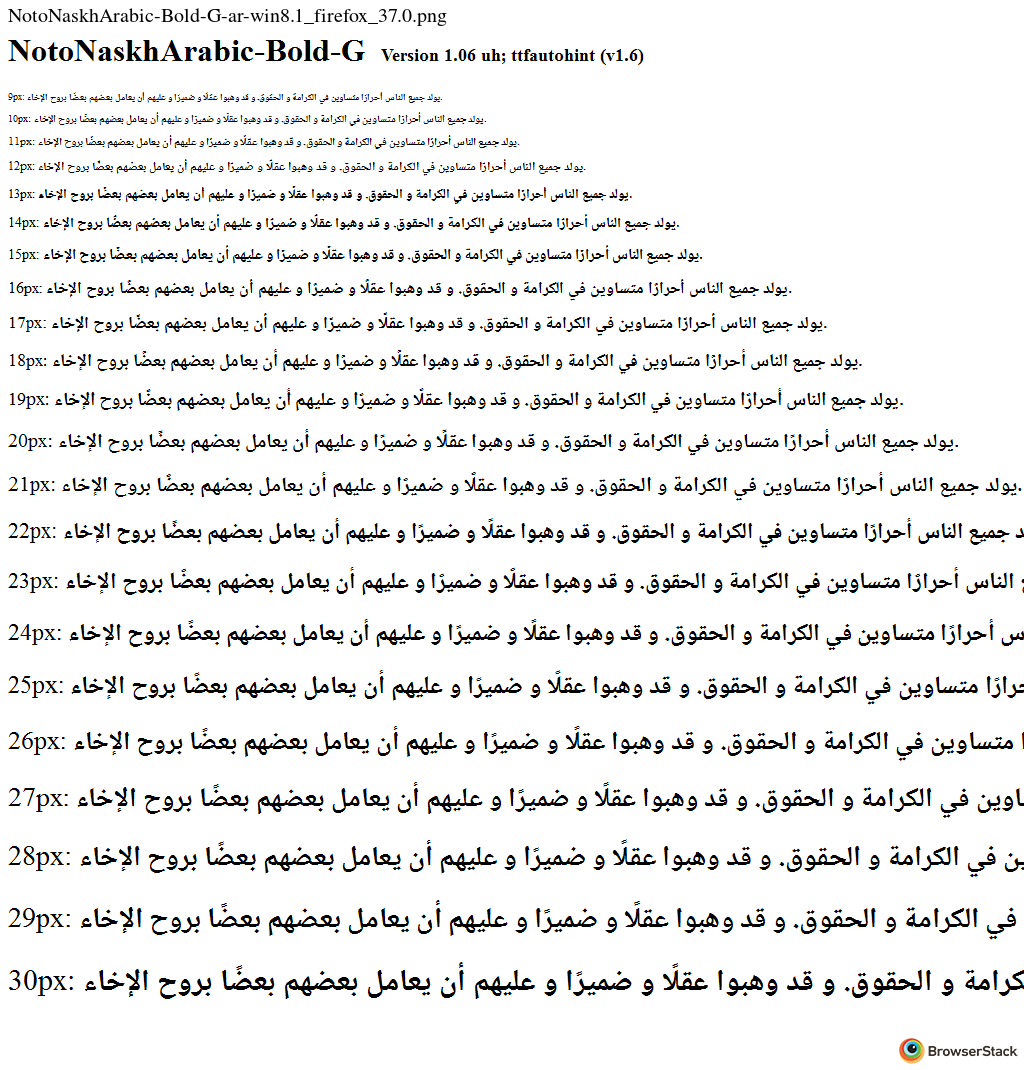 NotoNaskhArabic-Bold-G-ar-win8.1_firefox_37.0.png
NotoNaskhArabic-Bold-G Version 1.06 uh; ttfautohint (v1.6)
9px: يولد جميع الناس أحرارًا متساوين في الكرامة و الحقوق. و قد وهبوا عقلًا و ضميرًا و عليهم أن يعامل بعضهم بعضًا بروح الإخاء.
10px: يولد جميع الناس أحرارًا متساوين في الكرامة و الحقوق. و قد وهبوا عقلًا و ضميرًا و عليهم أن يعامل بعضهم بعضًا بروح الإخاء.
11px: يولد جميع الناس أحرارًا متساوين في الكرامة و الحقوق. و قد وهبوا عقلًا و ضميرًا و عليهم أن يعامل بعضهم بعضًا بروح الإخاء.
12px: يولد جميع الناس أحرارًا متساوين في الكرامة و الحقوق. و قد وهبوا عقلًا و ضميرًا و عليهم أن يعامل بعضهم بعضًا بروح الإخاء.
13px: يولد جميع الناس أحرارًا متساوين في الكرامة و الحقوق. و قد وهبوا عقلًا و ضميرًا و عليهم أن يعامل بعضهم بعضًا بروح الإخاء.
14px: يولد جميع الناس أحرارًا متساوين في الكرامة و الحقوق. و قد وهبوا عقلًا و ضميرًا و عليهم أن يعامل بعضهم بعضًا بروح الإخاء.
15px: يولد جميع الناس أحرارًا متساوين في الكرامة و الحقوق. و قد وهبوا عقلًا و ضميرًا و عليهم أن يعامل بعضهم بعضًا بروح الإخاء.
16px: يولد جميع الناس أحرارًا متساوين في الكرامة و الحقوق. و قد وهبوا عقلًا و ضميرًا و عليهم أن يعامل بعضهم بعضًا بروح الإخاء.
17px: يولد جميع الناس أحرارًا متساوين في الكرامة و الحقوق. و قد وهبوا عقلًا و ضميرًا و عليهم أن يعامل بعضهم بعضًا بروح الإخاء.
18px: يولد جميع الناس أحرارًا متساوين في الكرامة و الحقوق. و قد وهبوا عقلًا و ضميرًا و عليهم أن يعامل بعضهم بعضًا بروح الإخاء.
19px: يولد جميع الناس أحرارًا متساوين في الكرامة و الحقوق. و قد وهبوا عقلًا و ضميرًا و عليهم أن يعامل بعضهم بعضًا بروح الإخاء.
20px: يولد جميع الناس أحرارًا متساوين في الكرامة و الحقوق. و قد وهبوا عقلًا و ضميرًا و عليهم أن يعامل بعضهم بعضًا بروح الإخاء.
21px: يولد جميع الناس أحرارًا متساوين في الكرامة و الحقوق. و قد وهبوا عقلًا و ضميرًا و عليهم أن يعامل بعضهم بعضًا بروح الإخاء.
22px: جميع الناس أحرارًا متساوين في الكرامة و الحقوق. و قد وهبوا عقلًا و ضميرًا و عليهم أن يعامل بعضهم بعضًا بروح الإخاء
23px: الناس أحرارًا متساوين في الكرامة و الحقوق. و قد وهبوا عقلًا و ضميرًا و عليهم أن يعامل بعضهم بعضًا بروح الإخاء
24px: أحرارًا متساوين في الكرامة و الحقوق. و قد وهبوا عقلًا و ضميرًا و عليهم أن يعامل بعضهم بعضًا بروح الإخاء
25px: متساوين في الكرامة و الحقوق. و قد وهبوا عقلًا و ضميرًا و عليهم أن يعامل بعضهم بعضًا بروح الإخاء
26px: متساوين في الكرامة و الحقوق. و قد وهبوا عقلًا و ضميرًا و عليهم أن يعامل بعضهم بعضًا بروح الإخاء
27px: في الكرامة و الحقوق. و قد وهبوا عقلًا و ضميرًا و عليهم أن يعامل بعضهم بعضًا بروح الإخاء
28px: في الكرامة و الحقوق. و قد وهبوا عقلًا و ضميرًا و عليهم أن يعامل بعضهم بعضًا بروح الإخاء
29px: في الكرامة و الحقوق. و قد وهبوا عقلًا و ضميرًا و عليهم أن يعامل بعضهم بعضًا بروح الإخاء
30px: و الحقوق. و قد وهبوا عقلًا و ضميرًا و عليهم أن يعامل بعضهم بعضًا بروح الإخاء
BrowserStack